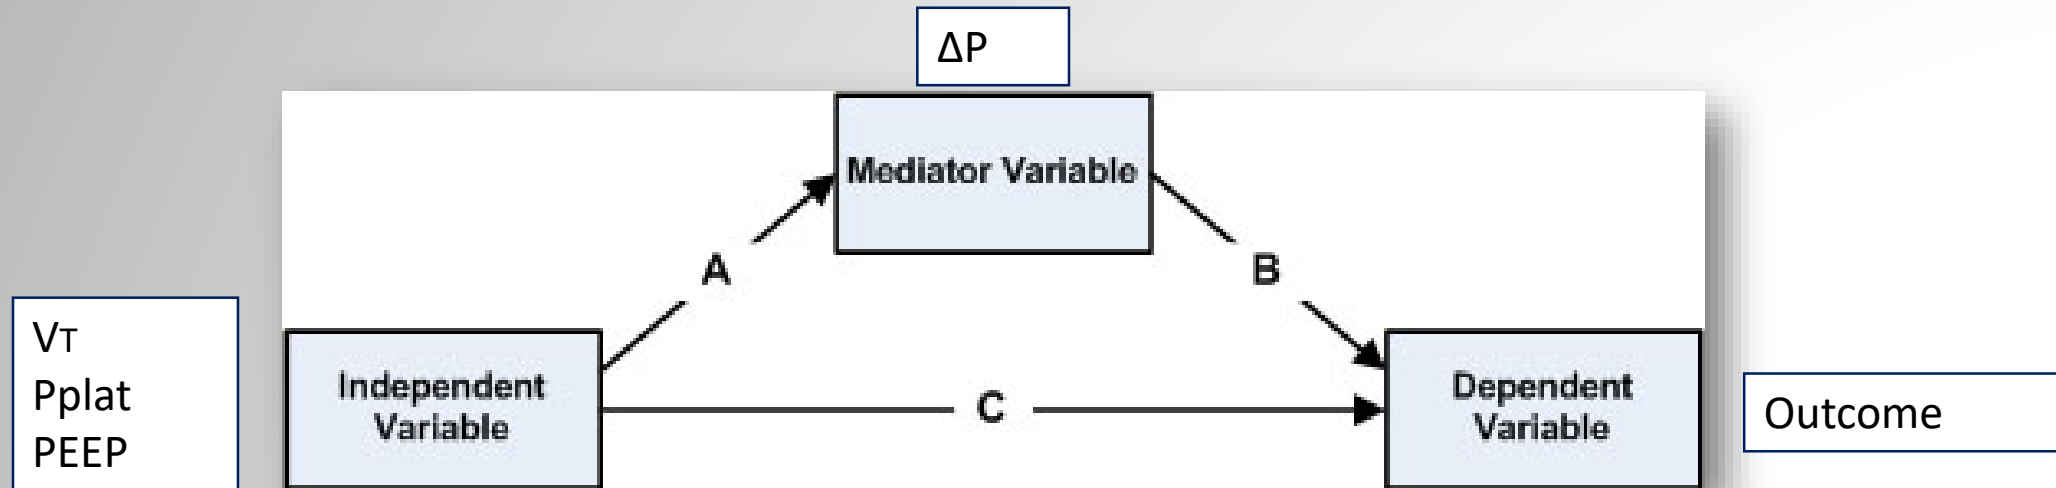 ΔP
Mediator Variable
A
B
VT
Pplat
PEEP
Independent
Variable
C
Dependent
Variable
Outcome